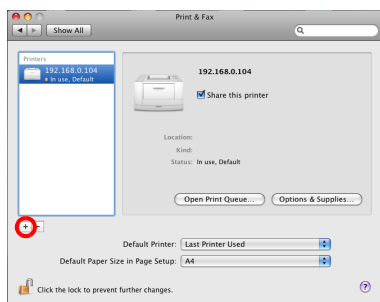 Print & Fax
Show All
Printers
192.168.0.104
In use, Default
192.168.0.104
Share this printer
Location:
Kind:
Status: In use, Default
Open Print Queue...
Options & Supplies...
+ -
Default Printer: Last Printer Used
Default Paper Size in Page Setup: A4
Click the lock to prevent further changes.
?